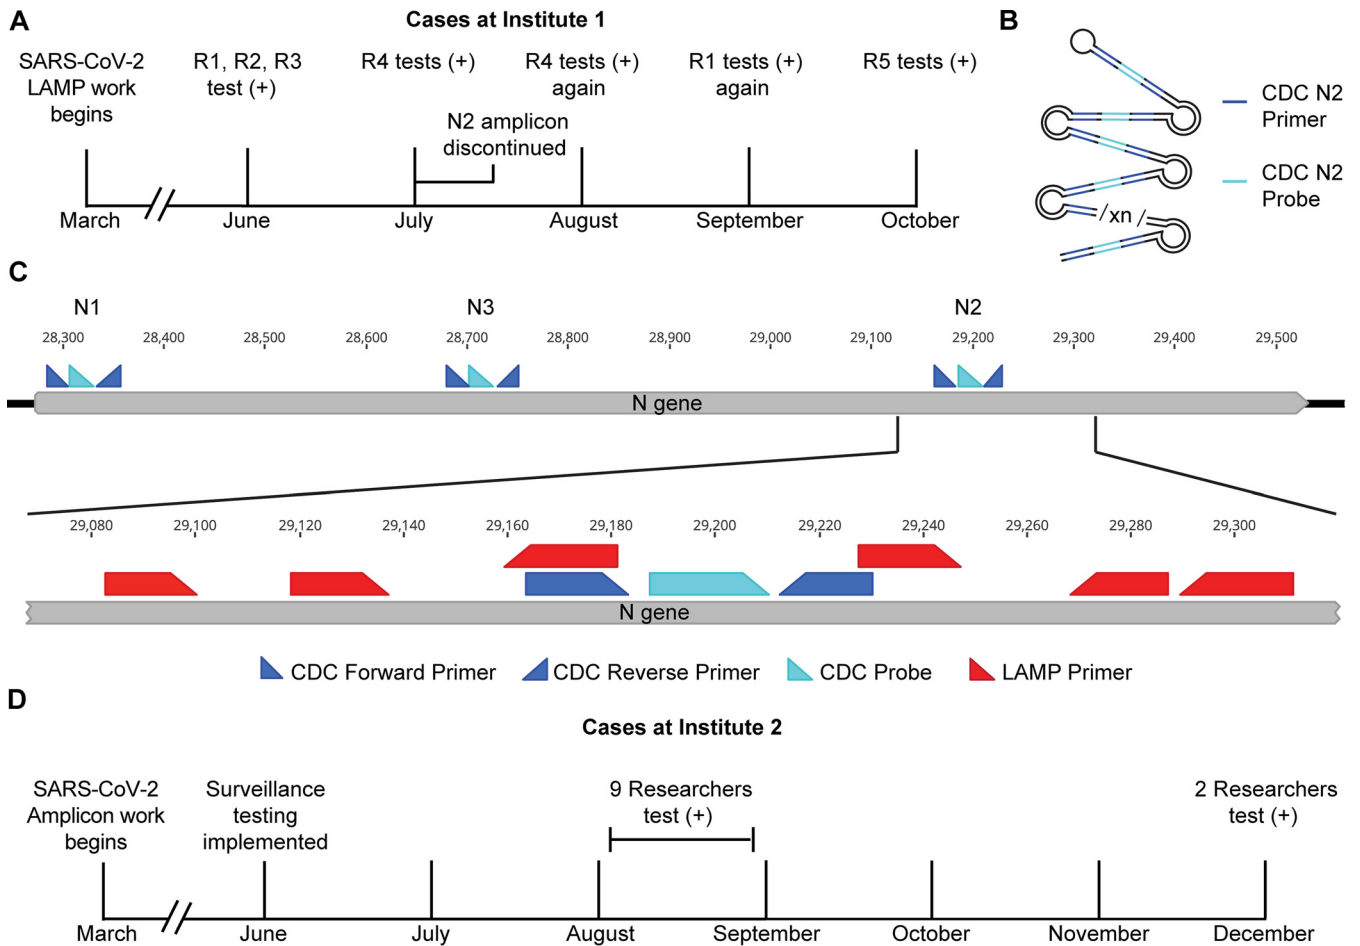 A
Cases at Institute 1
SARS-CoV-2
LAMP work
begins
R1, R2, R3
test (+)
R4 tests (+)
N2 amplicon
discontinued
R4 tests (+)
again
R1 tests (+)
again
R5 tests (+)
March
June
July
August
September
October
B
CDC N2
Primer
CDC N2
Probe
xn
C
N1
N3
N2
28,300 28,400 28,500 28,600 28,700 28,800 28,900 29,000 29,100 29,200 29,300 29,400 29,500
N gene
29,080 29,100 29,120 29,140 29,160 29,180 29,200 29,220 29,240 29,260 29,280 29,300
N gene
CDC Forward Primer
CDC Reverse Primer
CDC Probe
LAMP Primer
D
Cases at Institute 2
SARS-CoV-2
Amplicon work
begins
Surveillance
testing
implemented
9 Researchers
test (+)
2 Researchers
test (+)
March
June
July
August
September
October
November
December